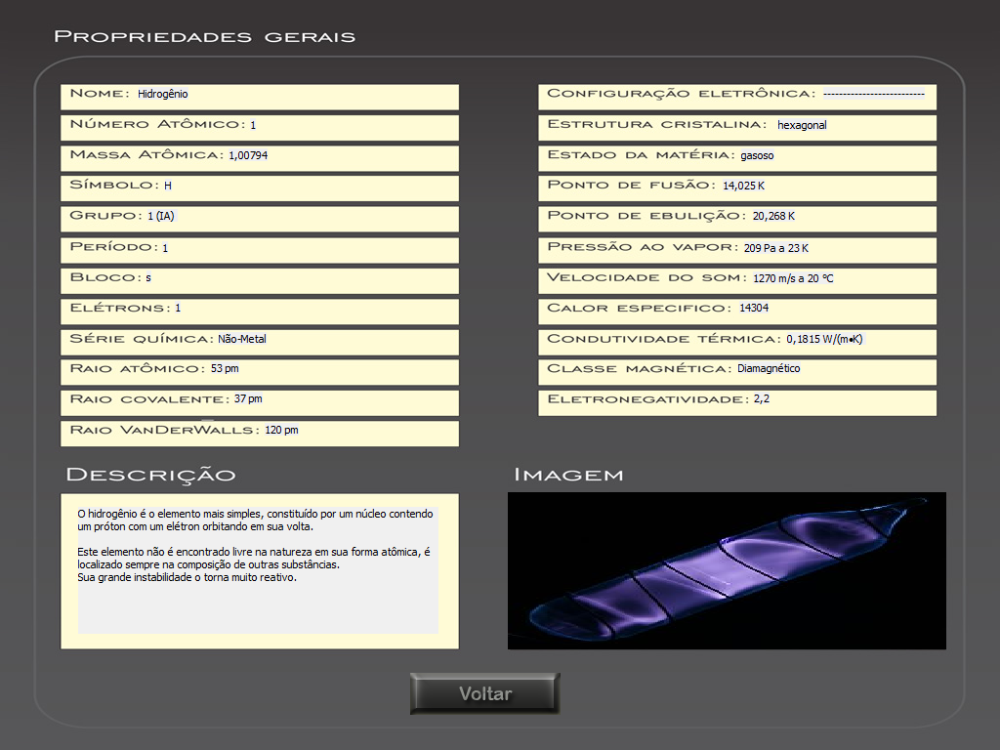 Propriedades gerais
Nome: Hidrogênio
Número Atômico: 1
Massa Atômica: 1,00794
Símbolo: H
Grupo: 1 (IA)
Período: 1
Bloco: s
Elétrons: 1
Série química: Não-Metal
Raio atômico: 53 pm
Raio covalente: 37 pm
Raio VanDerWalls: 120 pm
Configuração eletrônica: --------------------------
Estrutura cristalina: hexagonal
Estado da matéria: gasoso
Ponto de fusão: 14,025 K
Ponto de ebulição: 20,268 K
Pressão ao vapor: 209 Pa a 23 K
Velocidade do som: 1270 m/s a 20 °C
Calor especifico: 14304
Condutividade térmica: 0,1815 W/(m•K)
Classe magnética: Diamagnético
Eletronegatividade: 2,2
Descrição
O hidrogênio é o elemento mais simples, constituído por um núcleo contendo
um próton com um elétron orbitando em sua volta.
Este elemento não é encontrado livre na natureza em sua forma atômica, é
localizado sempre na composição de outras substâncias.
Sua grande instabilidade o torna muito reativo.
Imagem
Voltar